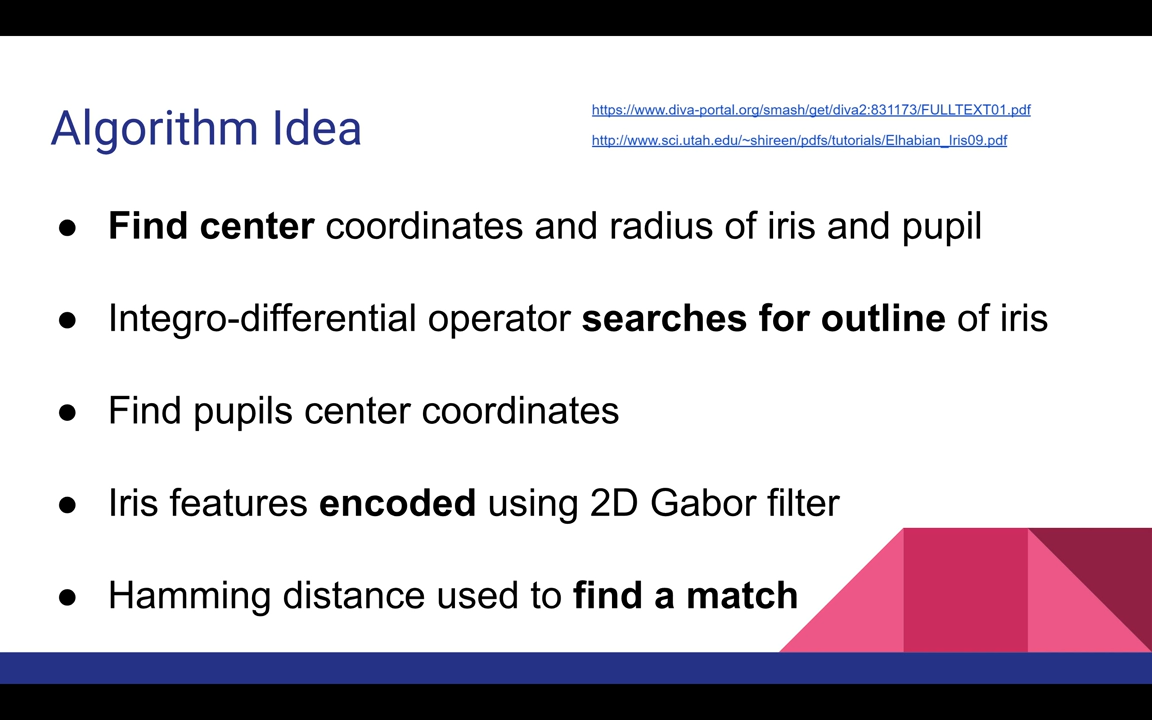 Algorithm Idea
https://www.diva-portal.org/smash/get/diva2:831173/FULLTEXT01.pdf
http://www.sci.utah.edu/~shireen/pdfs/tutorials/Elhabian_Iris09.pdf
● Find center coordinates and radius of iris and pupil
● Integro-differential operator searches for outline of iris
● Find pupils center coordinates
● Iris features encoded using 2D Gabor filter
● Hamming distance used to find a match